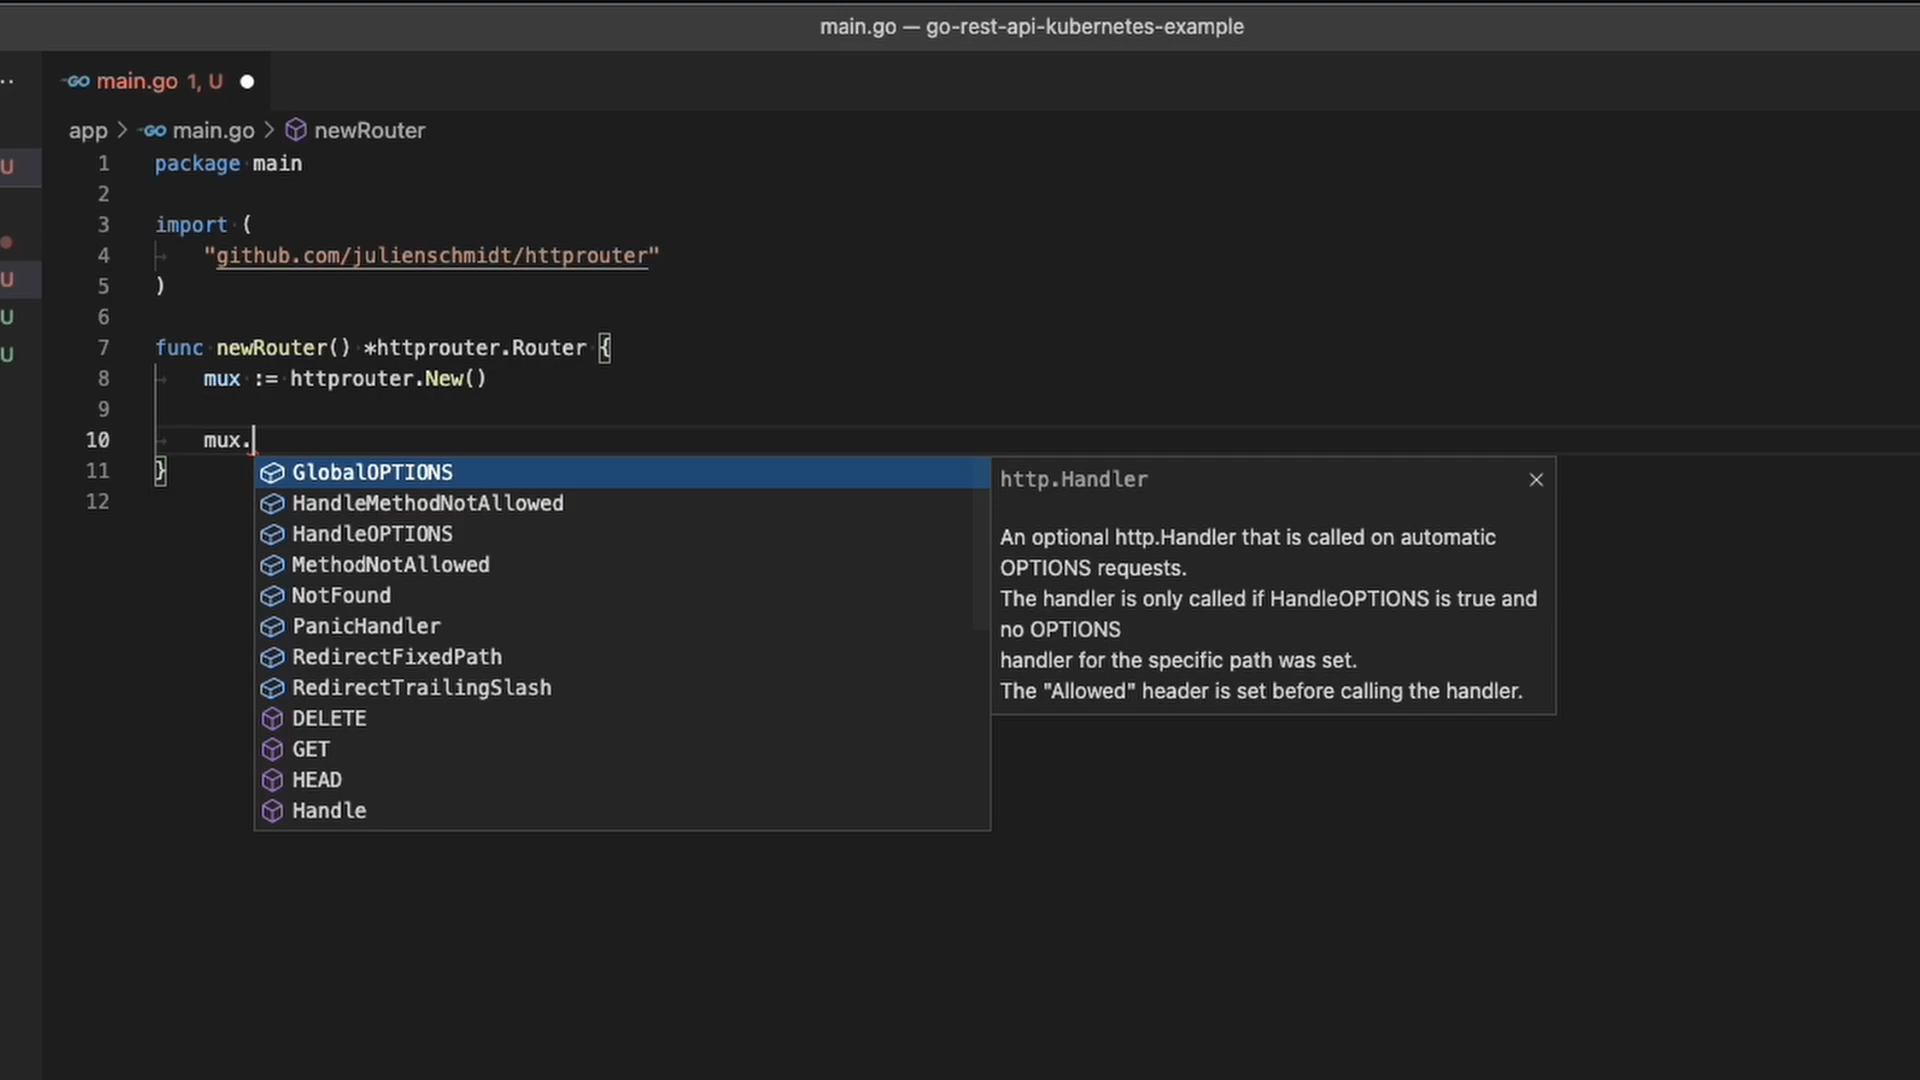 main.go — go-rest-api-kubernetes-example
GO main.go 1, U
app > GO main.go > newRouter
1 package main
2
3 import (
4 "github.com/julienschmidt/httprouter"
5 )
6
7 func newRouter() *httprouter.Router {
8 mux := httprouter.New()
9
10 mux.
11 }
12
U
U
U
U
GlobalOPTIONS
HandleMethodNotAllowed
HandleOPTIONS
MethodNotAllowed
NotFound
PanicHandler
RedirectFixedPath
RedirectTrailingSlash
DELETE
GET
HEAD
Handle
http.Handler
An optional http.Handler that is called on automatic
OPTIONS requests.
The handler is only called if HandleOPTIONS is true and
no OPTIONS
handler for the specific path was set.
The "Allowed" header is set before calling the handler.